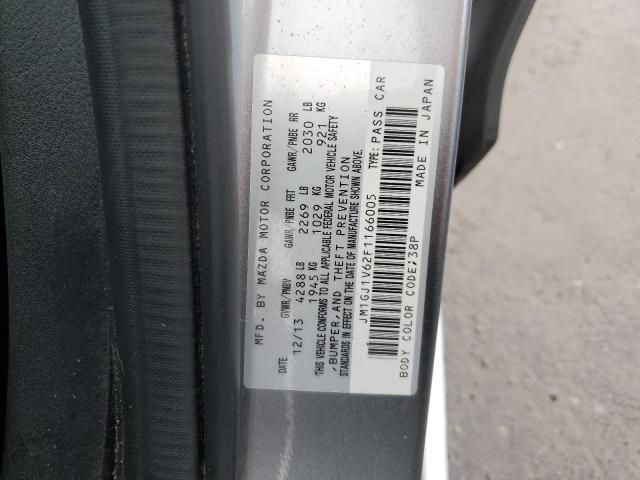 MFD. BY MAZDA MOTOR CORPORATION
DATE GVWR/PNBV GAWR/PNBE FRT GAWR/PNBE RR
12/13 4288 LB 2269 LB 2030 LB
1945 KG 1029 KG 921 KG
THIS VEHICLE CONFORMS TO ALL APPLICABLE FEDERAL MOTOR VEHICLE SAFETY
,BUMPER,AND THEFT PREVENTION
STANDARDS IN EFFECT ON THE DATE OF MANUFACTURE SHOWN ABOVE.
JM1GJ1V62F1166005 TYPE: PASS CAR
BODY COLOR CODE;38P MADE IN JAPAN